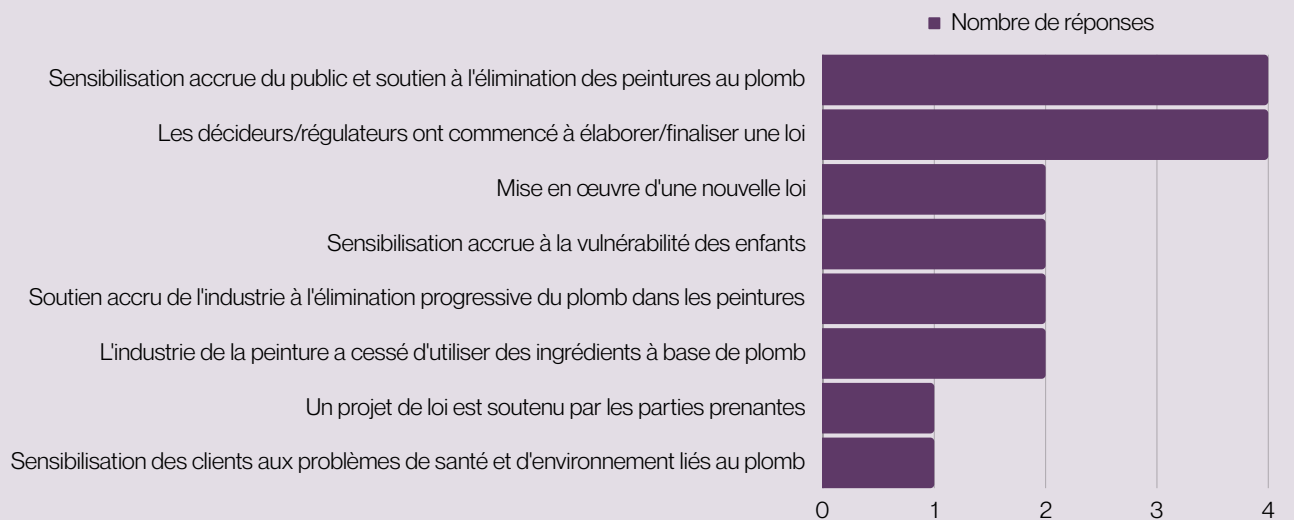 Nombre de réponses
Sensibilisation accrue du public et soutien à l'élimination des peintures au plomb
Les décideurs/régulateurs ont commencé à élaborer/finaliser une loi
Mise en œuvre d'une nouvelle loi
Sensibilisation accrue à la vulnérabilité des enfants
Soutien accru de l'industrie à l'élimination progressive du plomb dans les peintures
L'industrie de la peinture a cessé d'utiliser des ingrédients à base de plomb
Un projet de loi est soutenu par les parties prenantes
Sensibilisation des clients aux problèmes de santé et d'environnement liés au plomb
0 1 2 3 4